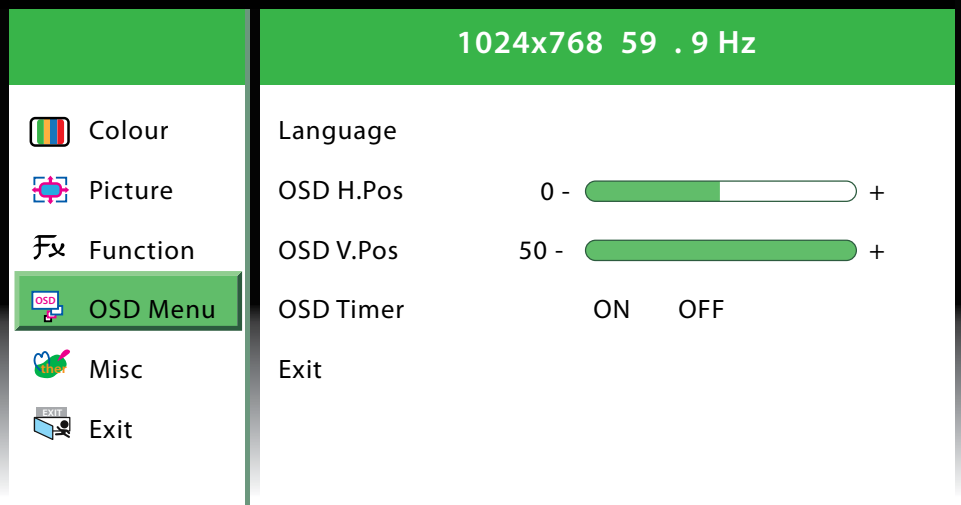 1024x768 59 . 9 Hz
Colour
Picture
Fx Function
OSD OSD Menu
ther Misc
EXIT
Exit
Language
OSD H.Pos 0 - +
OSD V.Pos 50 - +
OSD Timer ON OFF
Exit